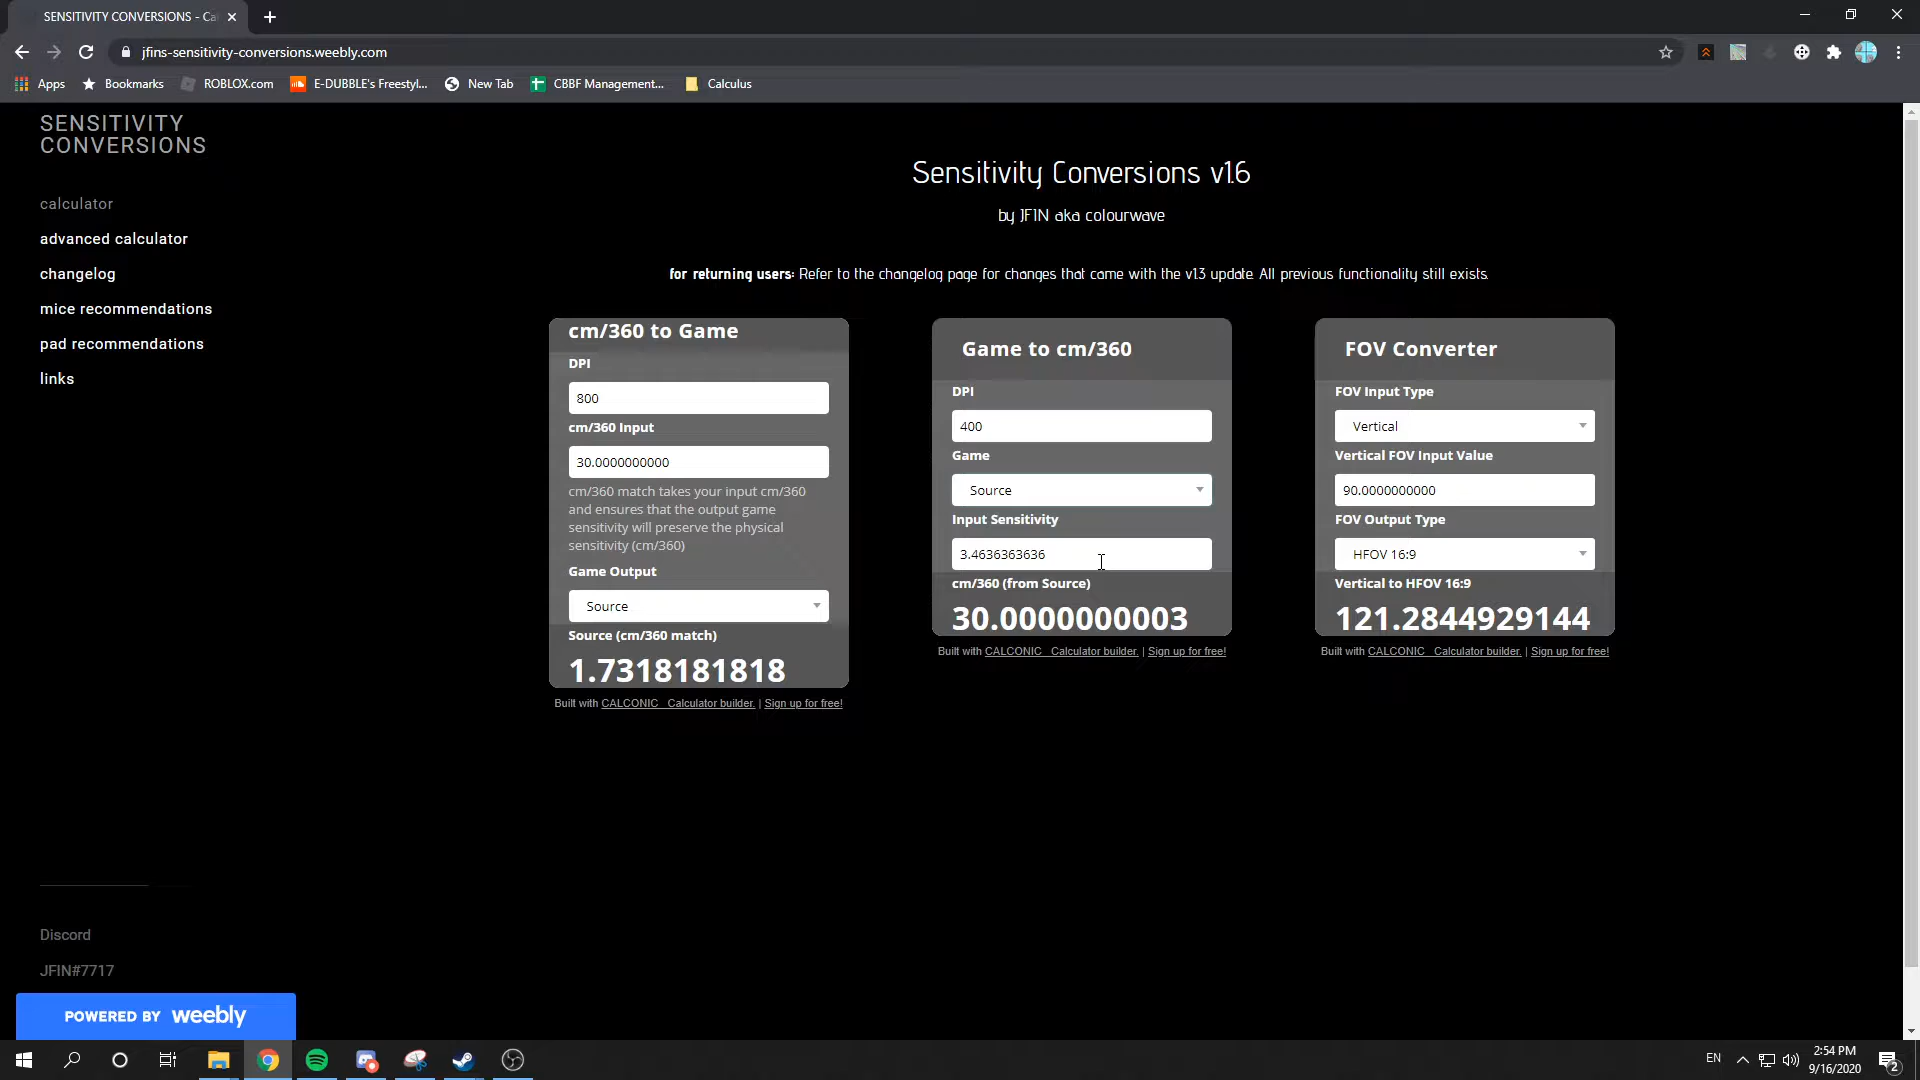 SENSITIVITY CONVERSIONS - Ca
jfins-sensitivity-conversions.weebly.com
Apps
Bookmarks
ROBLOX.com
E-DUBBLE's Freestyl...
New Tab
CBBF Management...
Calculus
SENSITIVITY
CONVERSIONS
calculator
advanced calculator
changelog
mice recommendations
pad recommendations
links
Sensitivity Conversions v1.6
by JFIN aka colourwave
for returning users: Refer to the changelog page for changes that came with the v1.3 update. All previous functionality still exists.
cm/360 to Game
DPI
800
cm/360 Input
30.0000000000
cm/360 match takes your input cm/360
and ensures that the output game
sensitivity will preserve the physical
sensitivity (cm/360)
Game Output
Source
Source (cm/360 match)
1.7318181818
Built with CALCONIC_ Calculator builder. | Sign up for free!
Game to cm/360
DPI
400
Game
Source
Input Sensitivity
3.4636363636
cm/360 (from Source)
30.0000000003
Built with CALCONIC_ Calculator builder. | Sign up for free!
FOV Converter
FOV Input Type
Vertical
Vertical FOV Input Value
90.0000000000
FOV Output Type
HFOV 16:9
Vertical to HFOV 16:9
121.2844929144
Built with CALCONIC_ Calculator builder. | Sign up for free!
Discord
JFIN#7717
POWERED BY weebly
EN
2:54 PM
9/16/2020
2